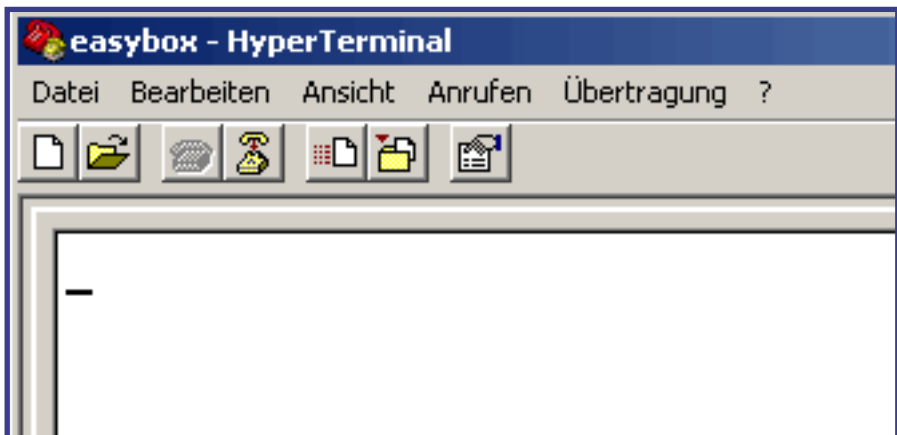 easybox - HyperTerminal
Datei Bearbeiten Ansicht Anrufen Übertragung ?